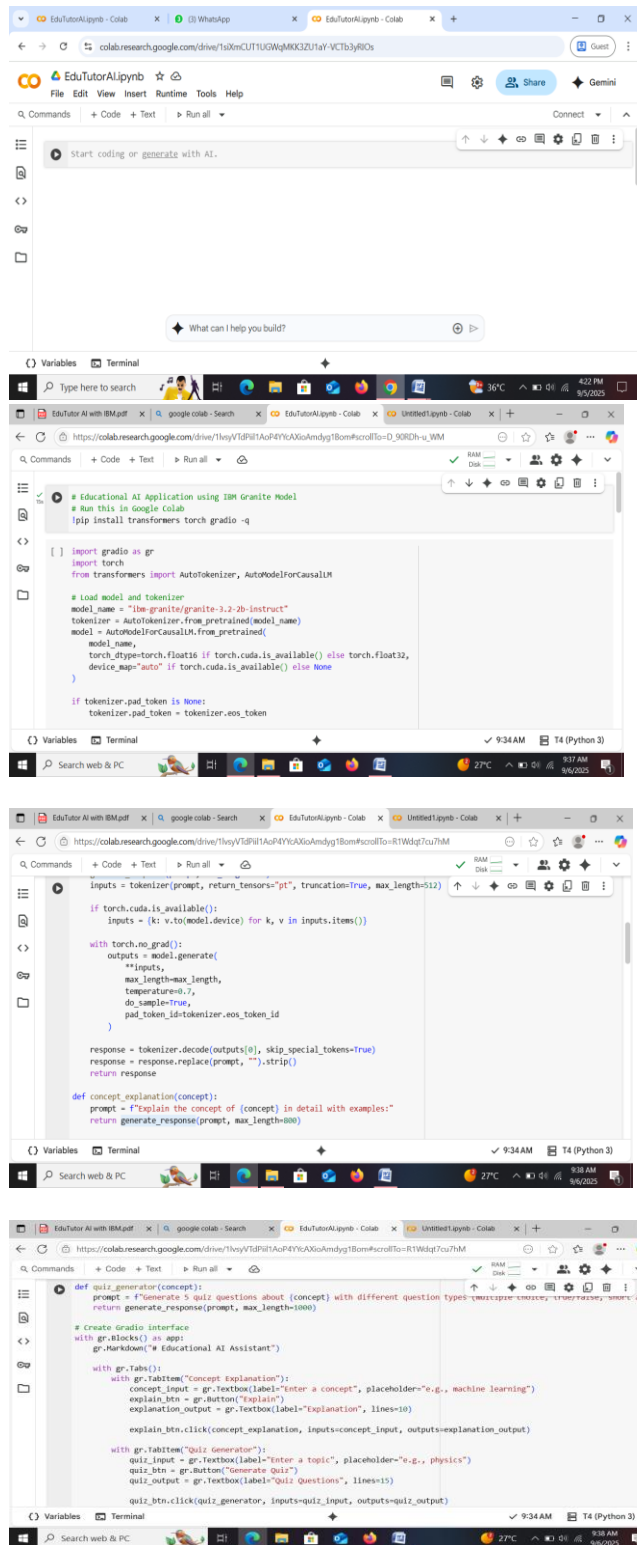 EduTutorAI.ipynb - Colab
(3) WhatsApp
EduTutorAI.ipynb - Colab
colab.research.google.com/drive/1siXmCUT1UGWqMKK3ZU1aY-VCTb3yRIOs
Guest
EduTutorAI.ipynb
File Edit View Insert Runtime Tools Help
Share
Gemini
Commands + Code + Text Run all
Connect
Start coding or generate with AI.
What can I help you build?
Variables Terminal
Type here to search
36°C
4:22 PM
9/5/2025
EduTutor AI with IBM.pdf
google colab - Search
EduTutorAI.ipynb - Colab
Untitled1.ipynb - Colab
https://colab.research.google.com/drive/1lvsyVTdPiil1AoP4YYcAXioAmdyg1Bom#scrollTo=D_90RDh-u_WM
Commands + Code + Text Run all
RAM
Disk
# Educational AI Application using IBM Granite Model
# Run this in Google Colab
!pip install transformers torch gradio -q
[ ] import gradio as gr
import torch
from transformers import AutoTokenizer, AutoModelForCausalLM
# Load model and tokenizer
model_name = "ibm-granite/granite-3.2-2b-instruct"
tokenizer = AutoTokenizer.from_pretrained(model_name)
model = AutoModelForCausalLM.from_pretrained(
model_name,
torch_dtype=torch.float16 if torch.cuda.is_available() else torch.float32,
device_map="auto" if torch.cuda.is_available() else None
)
if tokenizer.pad_token is None:
tokenizer.pad_token = tokenizer.eos_token
Variables Terminal
9:34 AM T4 (Python 3)
Search web & PC
27°C
9:37 AM
9/6/2025
EduTutor AI with IBM.pdf
google colab - Search
EduTutorAI.ipynb - Colab
Untitled1.ipynb - Colab
https://colab.research.google.com/drive/1lvsyVTdPiil1AoP4YYcAXioAmdyg1Bom#scrollTo=R1Wdqt7cu7hM
Commands + Code + Text Run all
RAM
Disk
inputs = tokenizer(prompt, return_tensors="pt", truncation=True, max_length=512)
if torch.cuda.is_available():
inputs = {k: v.to(model.device) for k, v in inputs.items()}
with torch.no_grad():
outputs = model.generate(
**inputs,
max_length=max_length,
temperature=0.7,
do_sample=True,
pad_token_id=tokenizer.eos_token_id
)
response = tokenizer.decode(outputs[0], skip_special_tokens=True)
response = response.replace(prompt, "").strip()
return response
def concept_explanation(concept):
prompt = f"Explain the concept of {concept} in detail with examples:"
return generate_response(prompt, max_length=800)
Variables Terminal
9:34 AM T4 (Python 3)
Search web & PC
27°C
9:38 AM
9/6/2025
EduTutor AI with IBM.pdf
google colab - Search
EduTutorAI.ipynb - Colab
Untitled1.ipynb - Colab
https://colab.research.google.com/drive/1lvsyVTdPiil1AoP4YYcAXioAmdyg1Bom#scrollTo=R1Wdqt7cu7hM
Commands + Code + Text Run all
RAM
Disk
def quiz_generator(concept):
prompt = f"Generate 5 quiz questions about {concept} with different question types (multiple choice, true/false, short
return generate_response(prompt, max_length=1000)
# Create Gradio interface
with gr.Blocks() as app:
gr.Markdown("# Educational AI Assistant")
with gr.Tabs():
with gr.TabItem("Concept Explanation"):
concept_input = gr.Textbox(label="Enter a concept", placeholder="e.g., machine learning")
explain_btn = gr.Button("Explain")
explanation_output = gr.Textbox(label="Explanation", lines=10)
explain_btn.click(concept_explanation, inputs=concept_input, outputs=explanation_output)
with gr.TabItem("Quiz Generator"):
quiz_input = gr.Textbox(label="Enter a topic", placeholder="e.g., physics")
quiz_btn = gr.Button("Generate Quiz")
quiz_output = gr.Textbox(label="Quiz Questions", lines=15)
quiz_btn.click(quiz_generator, inputs=quiz_input, outputs=quiz_output)
Variables Terminal
9:34 AM T4 (Python 3)
Search web & PC
27°C
9:38 AM
9/6/2025